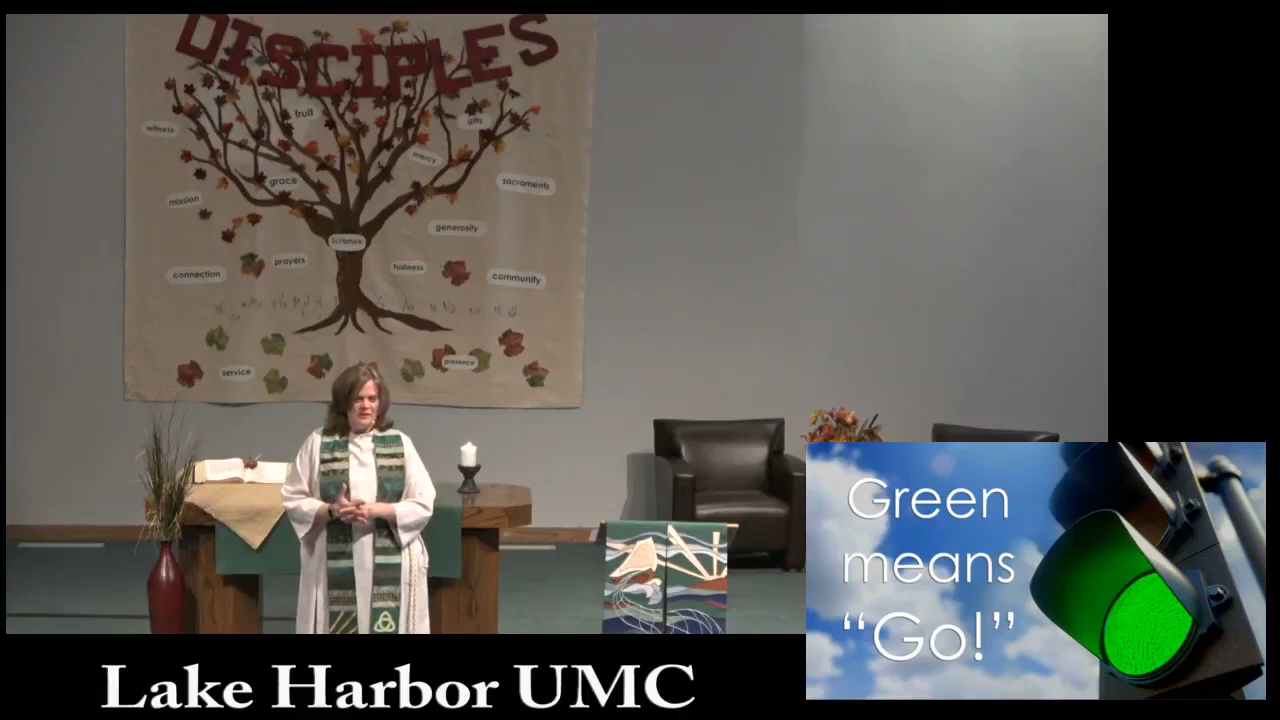 DISCIPLES
fruit
gifts
witness
mercy
grace
sacraments
mission
generosity
Scripture
prayers
holiness
connection
community
presence
service
Green
means
“Go!”
Lake Harbor UMC